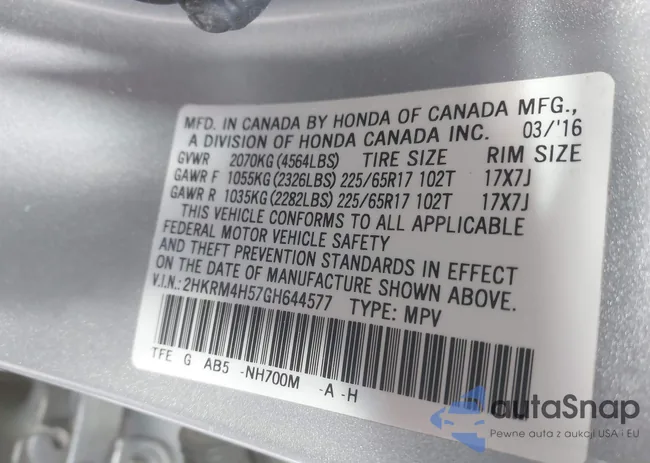 MFD. IN CANADA BY HONDA OF CANADA MFG.,
A DIVISION OF HONDA CANADA INC. 03/'16
GVWR 2070KG (4564LBS) TIRE SIZE RIM SIZE
GAWR F 1055KG (2326LBS) 225/65R17 102T 17X7J
GAWR R 1035KG (2282LBS) 225/65R17 102T 17X7J
THIS VEHICLE CONFORMS TO ALL APPLICABLE
FEDERAL MOTOR VEHICLE SAFETY
AND THEFT PREVENTION STANDARDS IN EFFECT
ON THE DATE OF MANUFACTURE SHOWN ABOVE.
V.I.N.:2HKRM4H57GH644577 TYPE: MPV
TFE G AB5 -NH700M -A -H
autaSnap
Pewne auta z aukcji USA i EU